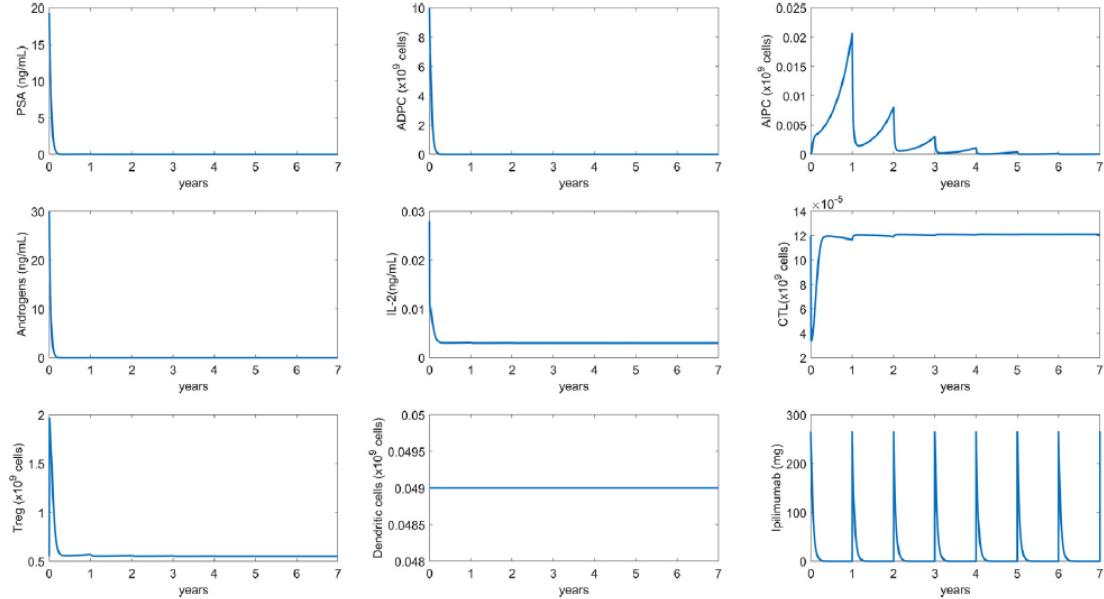 20
15
10
5
0
PSA (ng/mL)
0 1 2 3 4 5 6 7
years
10
8
6
4
2
0
ADPC (x10^9 cells)
0 1 2 3 4 5 6 7
years
0.025
0.02
0.015
0.01
0.005
0
AIPC (x10^9 cells)
0 1 2 3 4 5 6 7
years
30
20
10
0
Androgens (ng/mL)
0 1 2 3 4 5 6 7
years
0.03
0.02
0.01
0
IL-2(ng/mL)
0 1 2 3 4 5 6 7
years
×10^-5
14
12
10
8
6
4
2
CTL(x10^9 cells)
0 1 2 3 4 5 6 7
years
2
1.5
1
0.5
Treg (x10^9 cells)
0 1 2 3 4 5 6 7
years
0.05
0.0495
0.049
0.0485
0.048
Dendritic cells (x10^9 cells)
0 1 2 3 4 5 6 7
years
300
200
100
0
Ipilimumab (mg)
0 1 2 3 4 5 6 7
years